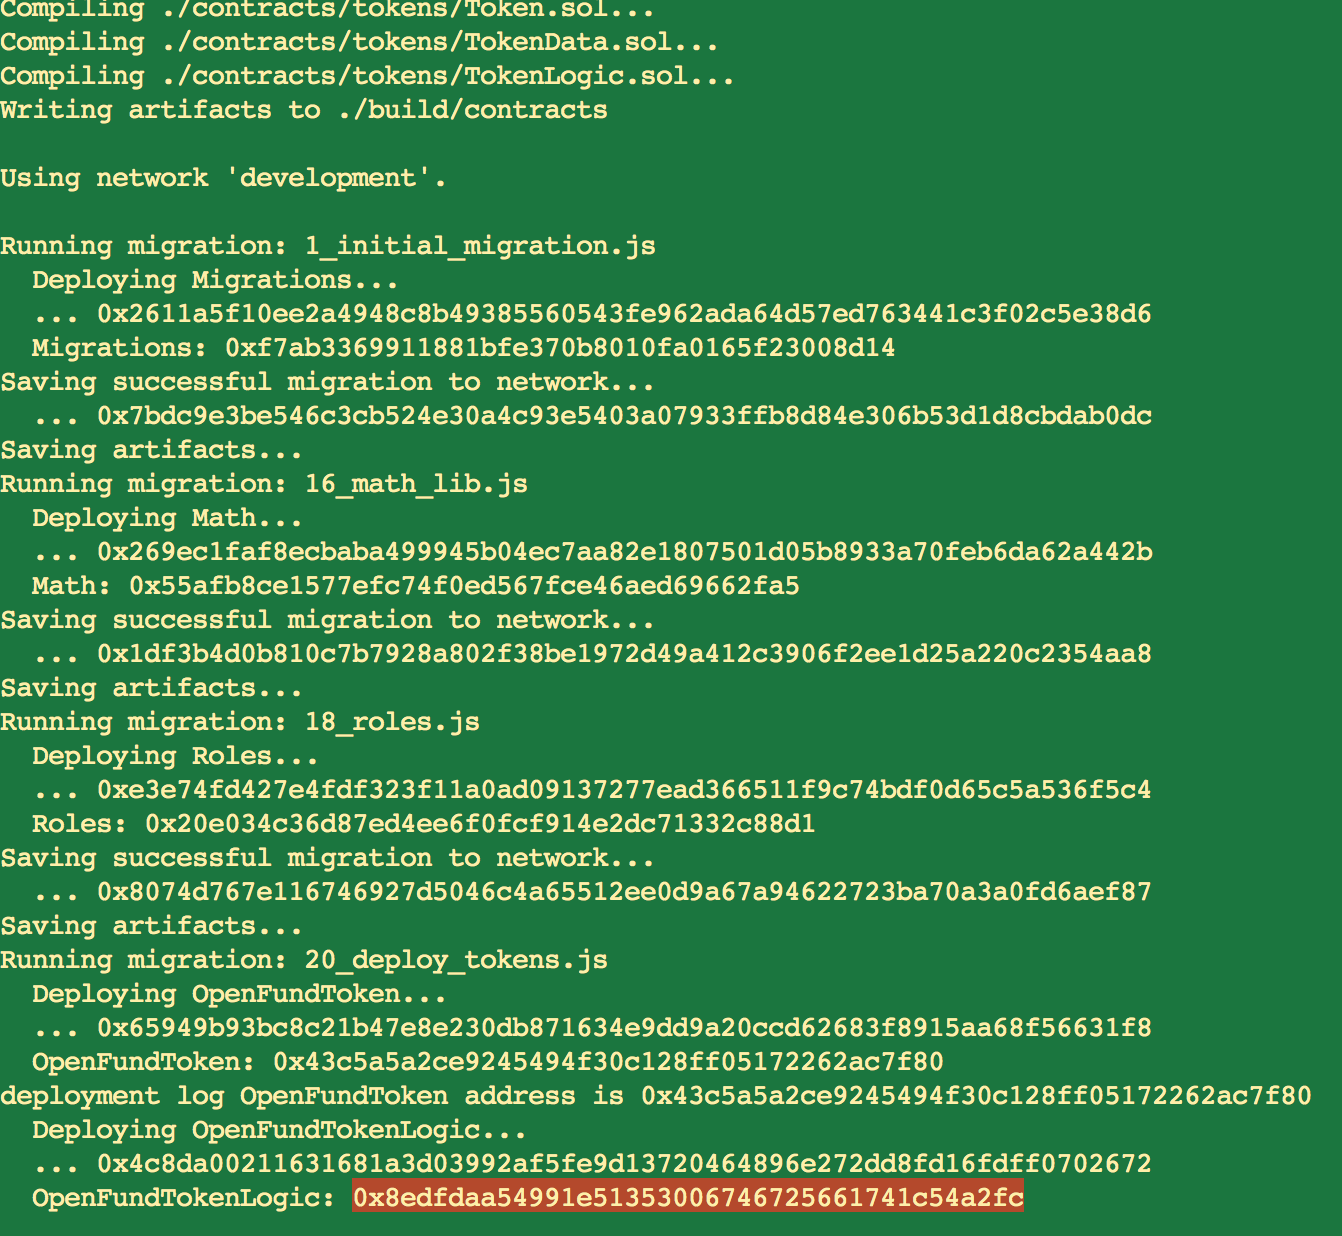 Compiling ./contracts/tokens/Token.sol...
Compiling ./contracts/tokens/TokenData.sol...
Compiling ./contracts/tokens/TokenLogic.sol...
Writing artifacts to ./build/contracts
Using network 'development'.
Running migration: 1_initial_migration.js
Deploying Migrations...
... 0x2611a5f10ee2a4948c8b49385560543fe962ada64d57ed763441c3f02c5e38d6
Migrations: 0xf7ab3369911881bfe370b8010fa0165f23008d14
Saving successful migration to network...
... 0x7bdc9e3be546c3cb524e30a4c93e5403a07933ffb8d84e306b53d1d8cbdab0dc
Saving artifacts...
Running migration: 16_math_lib.js
Deploying Math...
... 0x269ec1faf8ecbaba499945b04ec7aa82e1807501d05b8933a70feb6da62a442b
Math: 0x55afb8ce1577efc74f0ed567fce46aed69662fa5
Saving successful migration to network...
... 0x1df3b4d0b810c7b7928a802f38be1972d49a412c3906f2ee1d25a220c2354aa8
Saving artifacts...
Running migration: 18_roles.js
Deploying Roles...
... 0xe3e74fd427e4fdf323f11a0ad09137277ead366511f9c74bdf0d65c5a536f5c4
Roles: 0x20e034c36d87ed4ee6f0fcf914e2dc71332c88d1
Saving successful migration to network...
... 0x8074d767e116746927d5046c4a65512ee0d9a67a94622723ba70a3a0fd6aef87
Saving artifacts...
Running migration: 20_deploy_tokens.js
Deploying OpenFundToken...
... 0x65949b93bc8c21b47e8e230db871634e9dd9a20ccd62683f8915aa68f56631f8
OpenFundToken: 0x43c5a5a2ce9245494f30c128ff05172262ac7f80
deployment log OpenFundToken address is 0x43c5a5a2ce9245494f30c128ff05172262ac7f80
Deploying OpenFundTokenLogic...
... 0x4c8da00211631681a3d03992af5fe9d13720464896e272dd8fd16fdff0702672
OpenFundTokenLogic: 0x8edfdaa54991e51353006746725661741c54a2fc